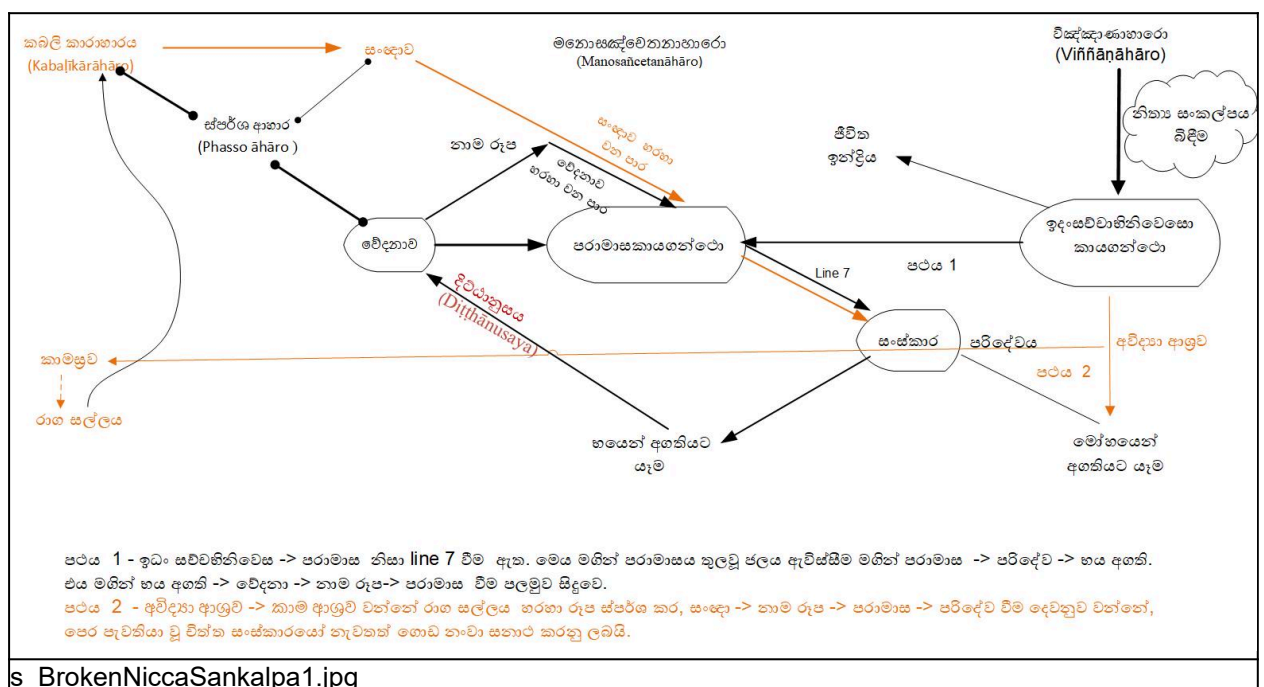 කබලි කාරාහාරය
(Kabaḷīkārāhāro)
සංඥාව
මනොසඤ්චෙතනාහාරො
(Manosañcetanāhāro)
විඤ්ඤාණාහාරො
(Viññāṇāhāro)
නිත්‍ය සංකල්පය
බිඳීම
ස්පර්ශ ආහාර
(Phasso āhāro )
නාම රූප
සංඥාව හරහා
වන පාර
වේදනාව
හරහා වන පාර
ජීවිත
ඉන්ද්‍රිය
වේදනාව
පරාමාසකායගන්ථො
ඉදංසච්චාභිනිවෙසො
කායගන්ථො
පථය 1
Line 7
දිට්ඨානුසය
(Diṭṭhānusaya)
සංස්කාර
පරිදේවය
අවිද්‍යා ආශ්‍රව
කාමස්‍රව
පථය 2
රාග සල්ලය
භයෙන් අගතියට
යෑම
මෝහයෙන්
අගතියට යෑම
පථය 1 - ඉධං සච්චභිනිවෙස -> පරාමාස නිසා line 7 වීම ඇත. මෙය මගින් පරාමාසය තුලවූ ජලය ඇවිස්සීම මගින් පරාමාස -> පරිදේව -> භය අගති.
එය මගින් භය අගති -> වේදනා -> නාම රූප-> පරාමාස වීම පලමුව සිදුවෙ.
පථය 2 - අවිද්‍යා ආශ්‍රව -> කාම ආශ්‍රව වන්නේ රාග සල්ලය හරහා රූප ස්පර්ශ කර, සංඥා -> නාම රූප -> පරාමාස -> පරිදේව වීම දෙවනුව වන්නේ,
පෙර පැවතියා වූ චිත්ත සංස්කාරයෝ නැවතත් ගොඩ නංවා සනාථ කරනු ලබයි.
s_BrokenNiccaSankalpa1.jpg